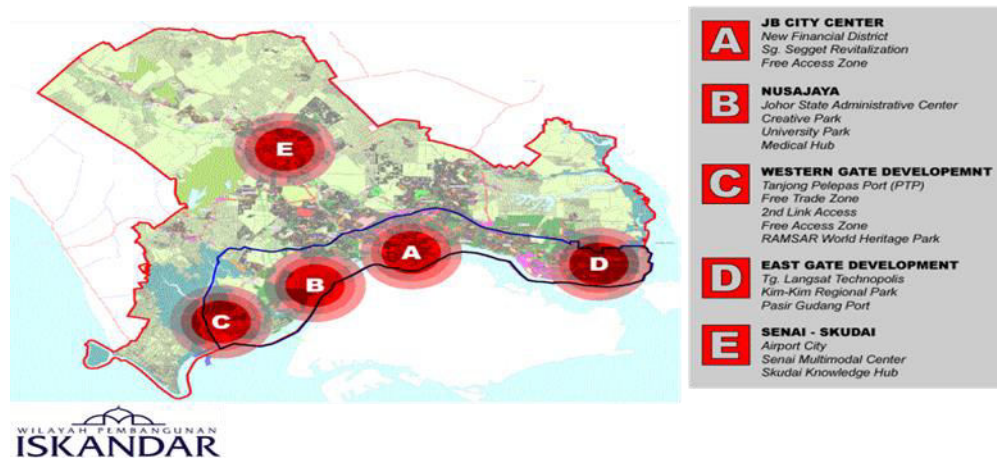 E
A
B
D
C
A
JB CITY CENTER
New Financial District
Sg. Segget Revitalization
Free Access Zone
B
NUSAJAYA
Johor State Administrative Center
Creative Park
University Park
Medical Hub
C
WESTERN GATE DEVELOPEMNT
Tanjong Pelepas Port (PTP)
Free Trade Zone
2nd Link Access
Free Access Zone
RAMSAR World Heritage Park
D
EAST GATE DEVELOPMENT
Tg. Langsat Technopolis
Kim-Kim Regional Park
Pasir Gudang Port
E
SENAI - SKUDAI
Airport City
Senai Multimodal Center
Skudai Knowledge Hub
WILAYAH PEMBANGUNAN
ISKANDAR